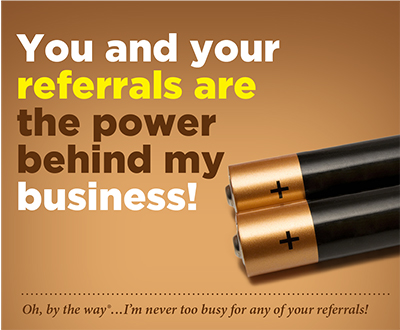 You and your
referrals are
the power
behind my
business!
+
+
Oh, by the way®...I'm never too busy for any of your referrals!